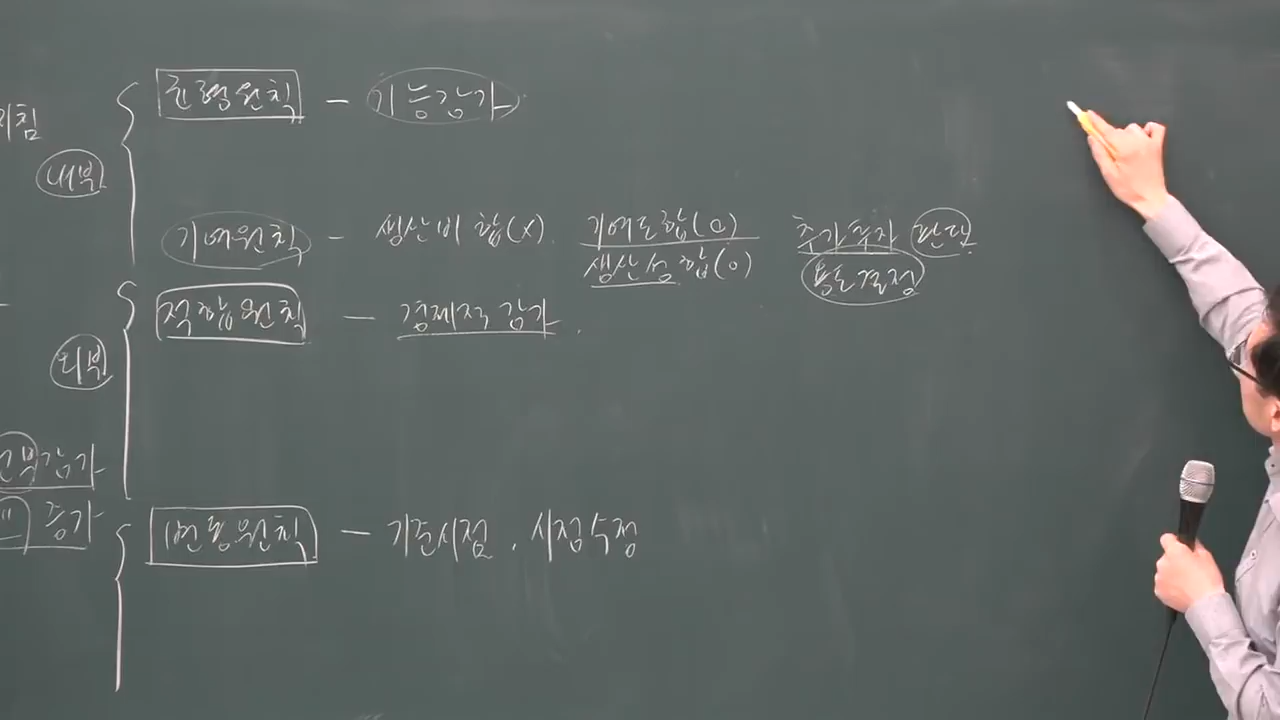 균형원칙 — 기능감가
지침
내부
기여원칙 - 생산비 합(X) 기여도 합(O) 추가투자 판단
생산성 합(O) 용도결정
적합원칙 — 경제적 감가
외부
감가
증가
변동원칙 — 기준시점, 시점수정